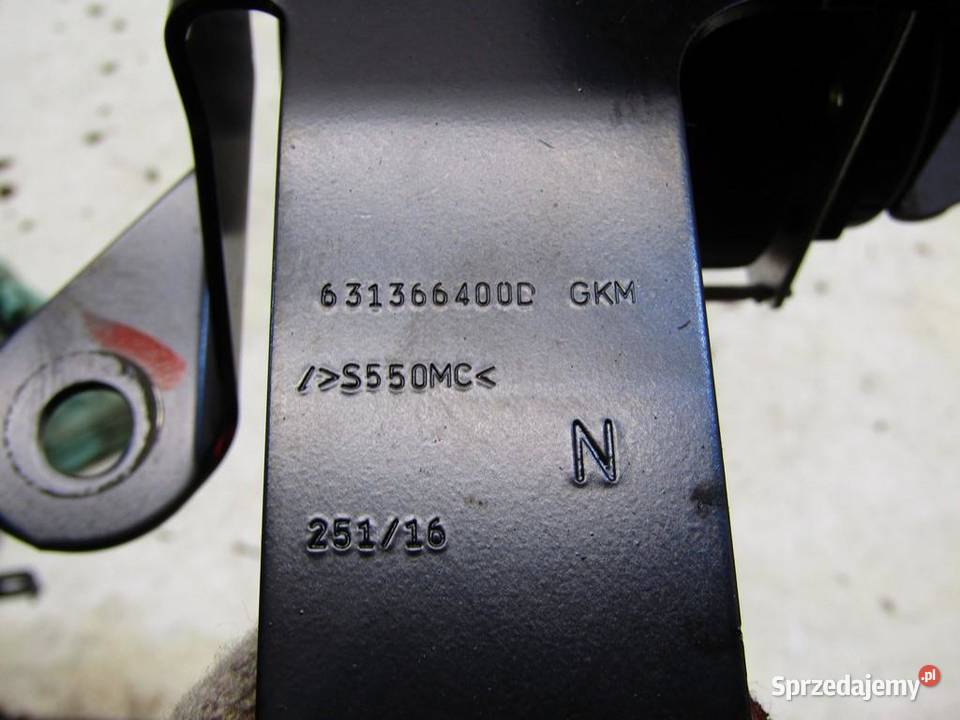 631366400D GKM
/>S550MC<
N
251/16
Sprzedajemy.pl